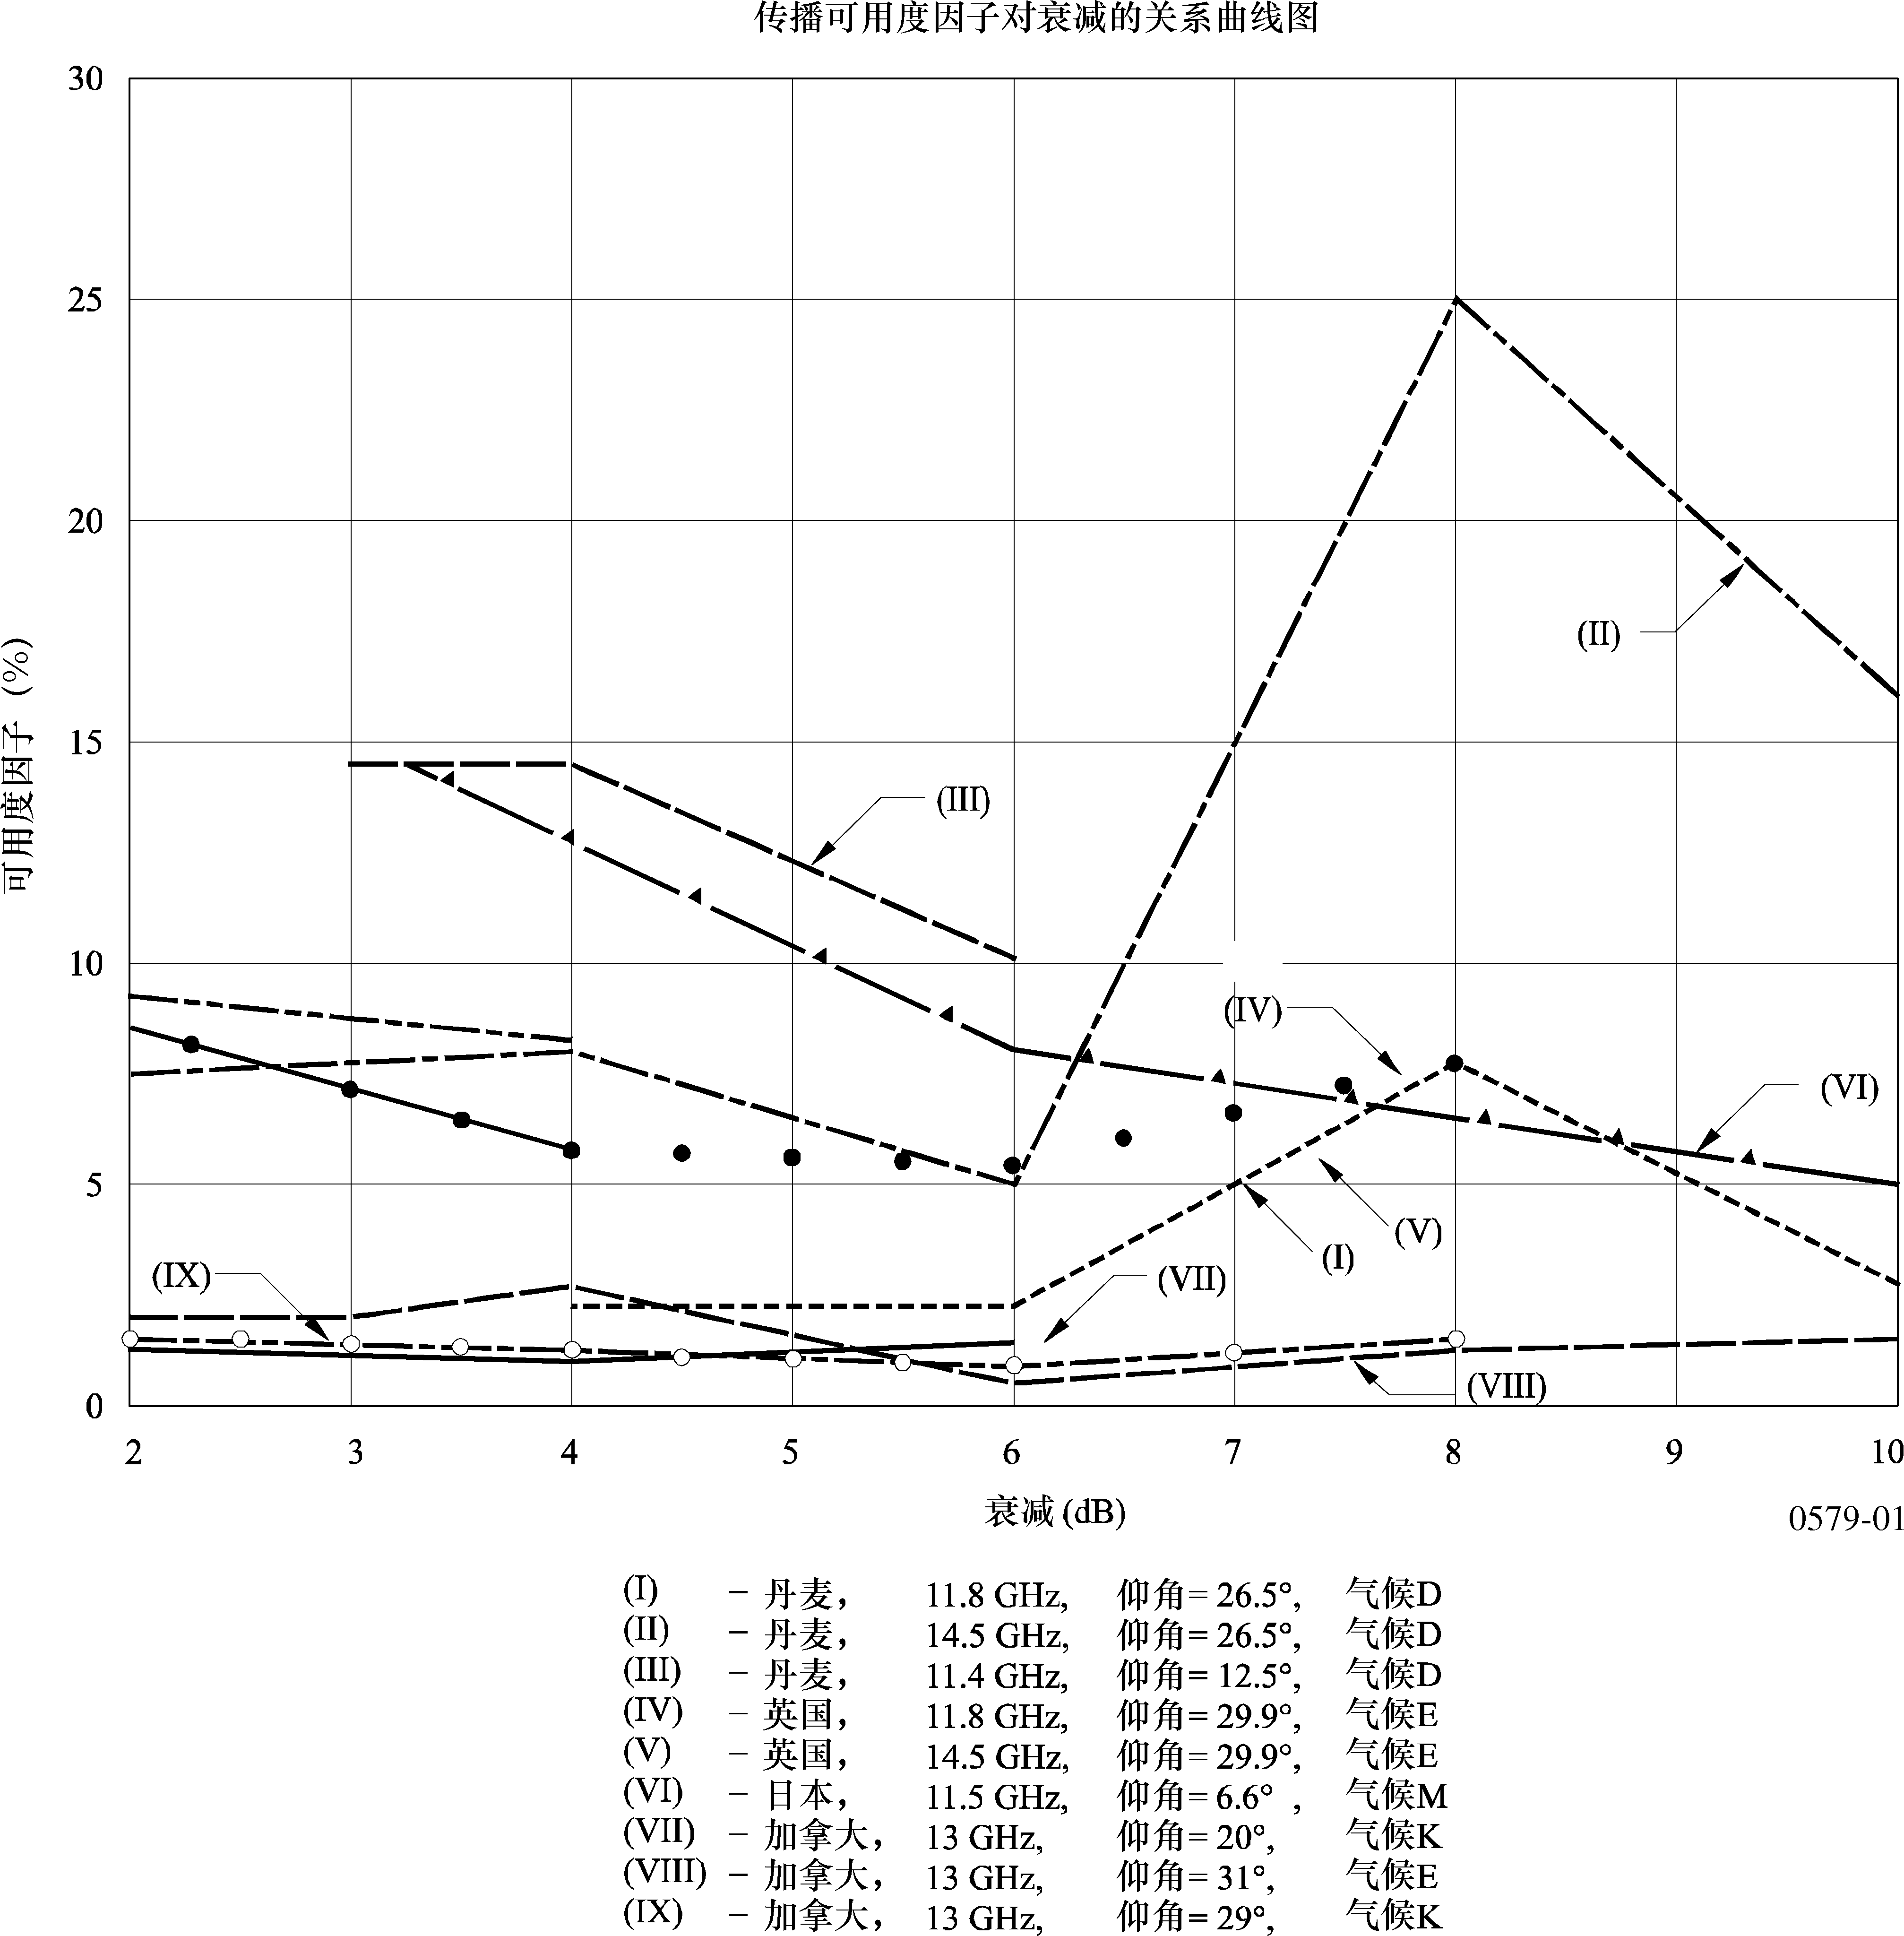 传播可用度因子对衰减的关系曲线图
30
25
20
15
10
5
0
可用度因子（%）
(II)
(III)
(IV)
(VI)
(V)
(I)
(VII)
(IX)
(VIII)
2 3 4 5 6 7 8 9 10
衰减 (dB)
0579-01
(I) – 丹麦， 11.8 GHz, 仰角= 26.5°, 气候D
(II) – 丹麦， 14.5 GHz, 仰角= 26.5°, 气候D
(III) – 丹麦， 11.4 GHz, 仰角= 12.5°, 气候D
(IV) – 英国， 11.8 GHz, 仰角= 29.9°, 气候E
(V) – 英国， 14.5 GHz, 仰角= 29.9°, 气候E
(VI) – 日本， 11.5 GHz, 仰角= 6.6° , 气候M
(VII) – 加拿大， 13 GHz, 仰角= 20°, 气候K
(VIII) – 加拿大， 13 GHz, 仰角= 31°, 气候E
(IX) – 加拿大， 13 GHz, 仰角= 29°, 气候K